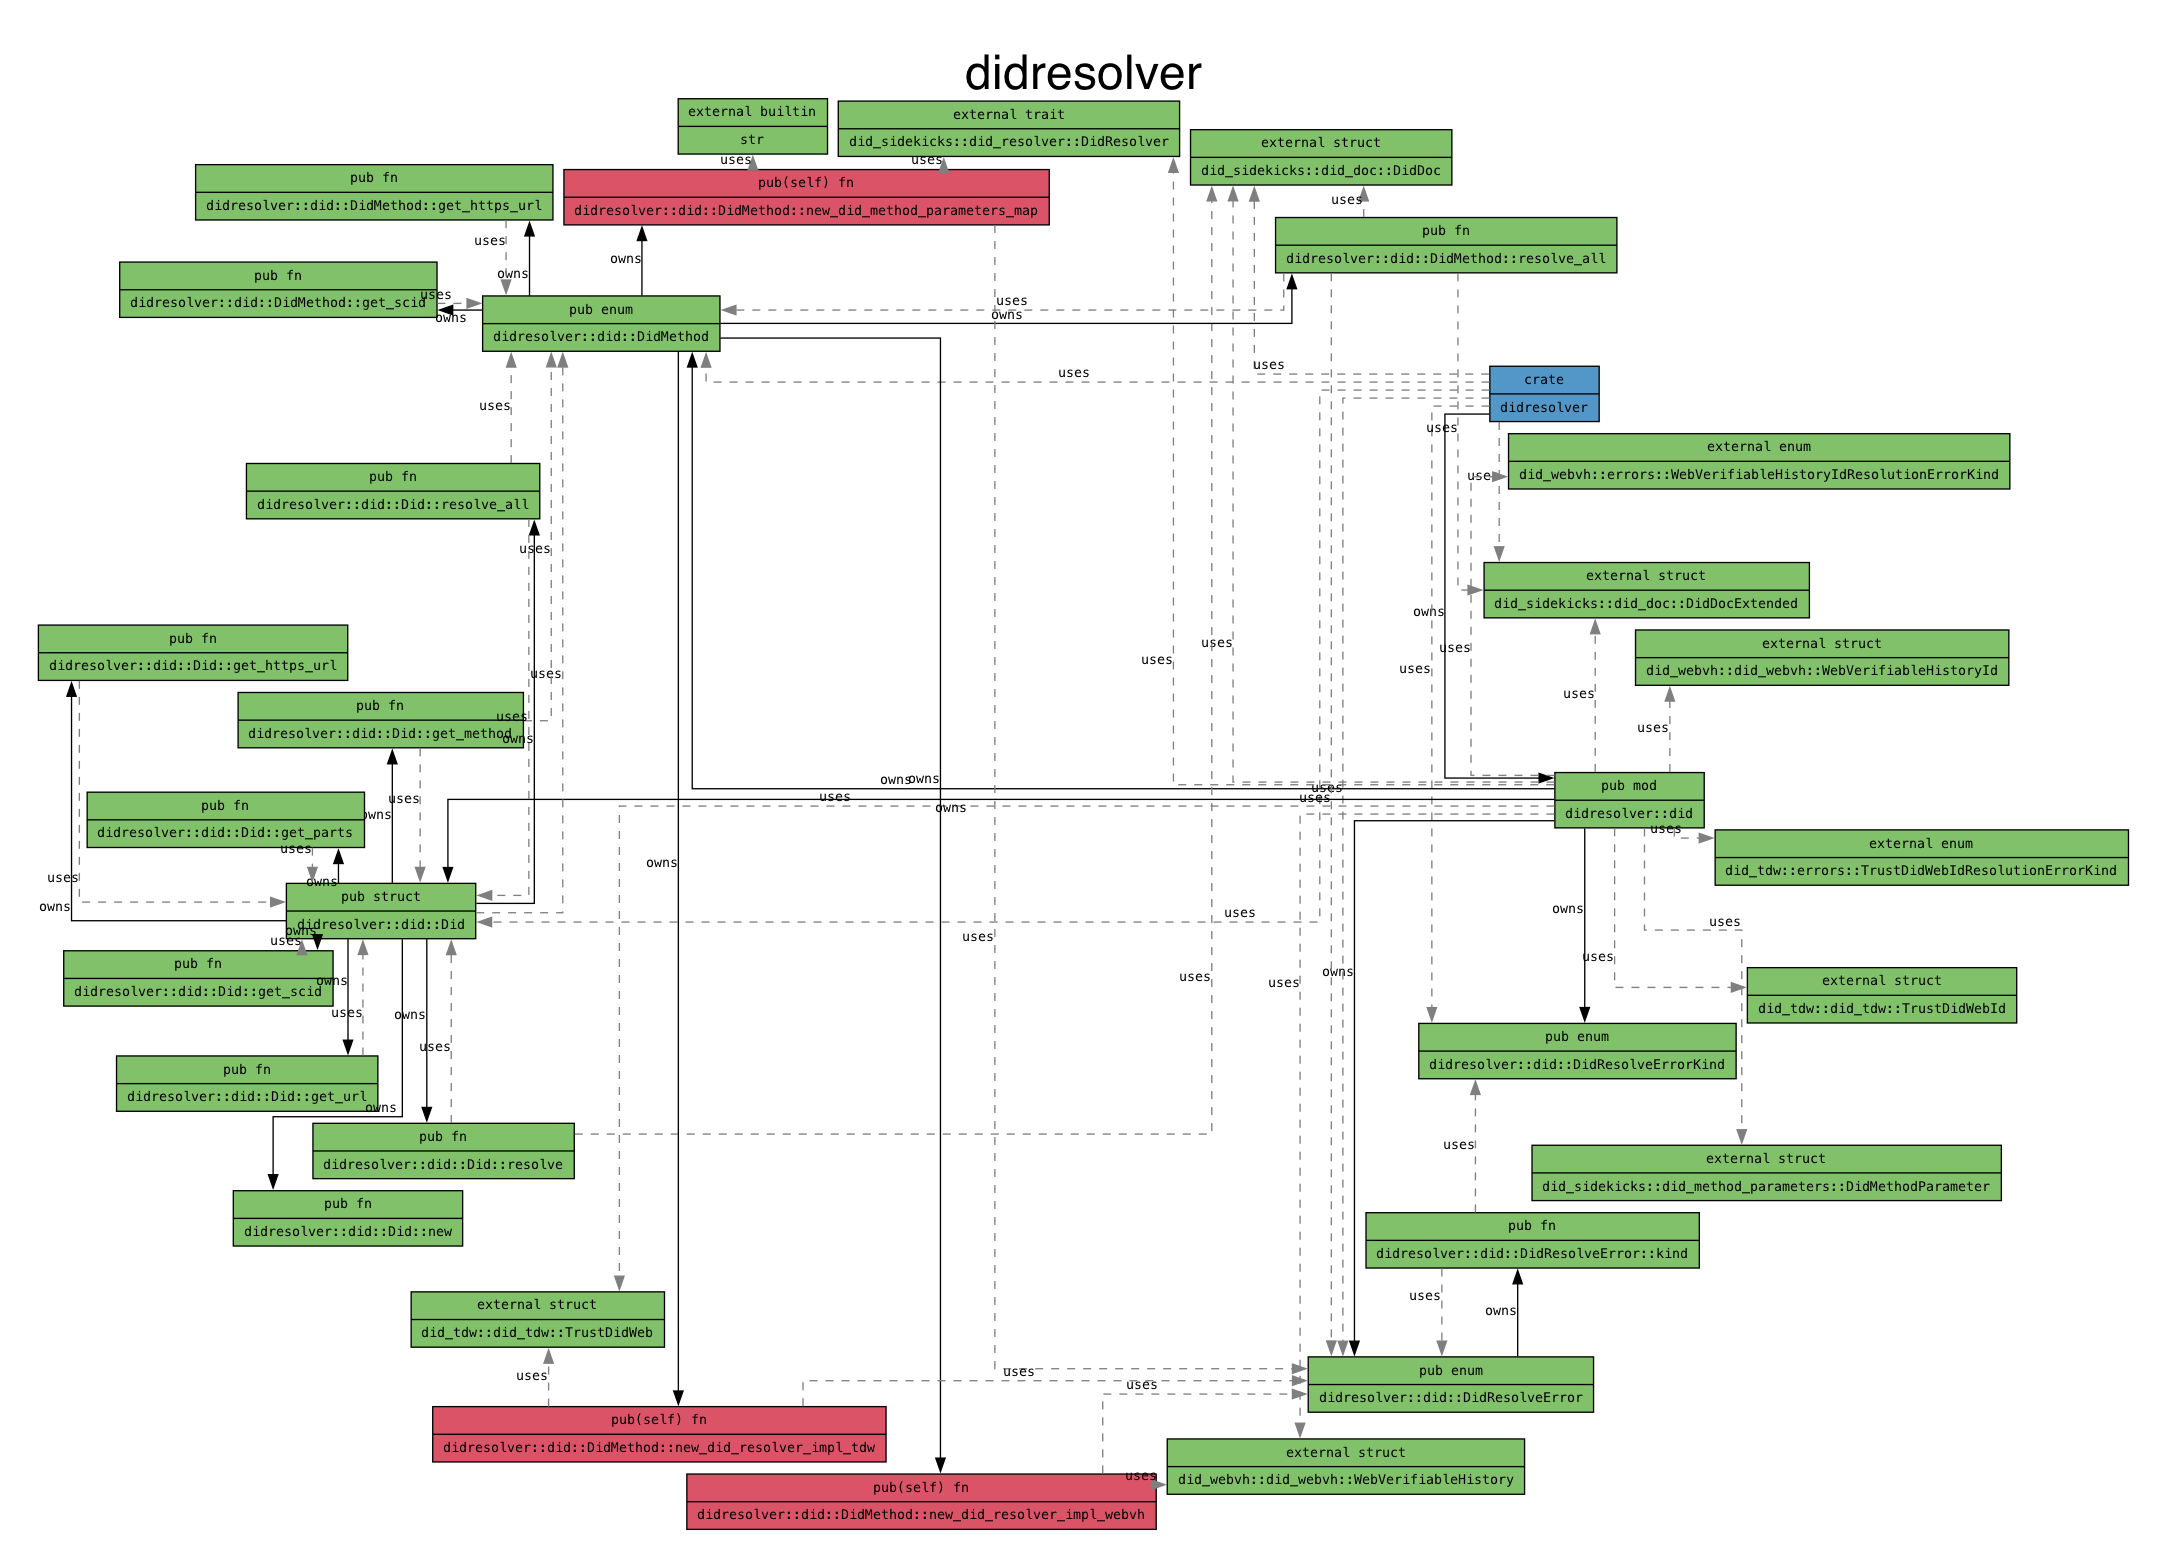 didresolver
external builtin
str
external trait
did_sidekicks::did_resolver::DidResolver
external struct
did_sidekicks::did_doc::DidDoc
uses
uses
pub fn
didresolver::did::DidMethod::get_https_url
pub(self) fn
didresolver::did::DidMethod::new_did_method_parameters_map
uses
pub fn
didresolver::did::DidMethod::resolve_all
uses
owns
owns
pub fn
didresolver::did::DidMethod::get_scid
uses
owns
pub enum
didresolver::did::DidMethod
uses
owns
uses
uses
crate
didresolver
uses
uses
external enum
did_webvh::errors::WebVerifiableHistoryIdResolutionErrorKind
uses
pub fn
didresolver::did::Did::resolve_all
uses
external struct
did_sidekicks::did_doc::DidDocExtended
owns
pub fn
didresolver::did::Did::get_https_url
external struct
did_webvh::did_webvh::WebVerifiableHistoryId
uses
uses
uses
uses
uses
uses
uses
pub fn
didresolver::did::Did::get_method
uses
owns
uses
pub mod
didresolver::did
owns
owns
uses
uses
uses
owns
pub fn
didresolver::did::Did::get_parts
uses
owns
uses
uses
external enum
did_tdw::errors::TrustDidWebIdResolutionErrorKind
owns
uses
owns
pub struct
didresolver::did::Did
owns
uses
owns
uses
owns
uses
uses
pub fn
didresolver::did::Did::get_scid
owns
uses
uses
owns
uses
external struct
did_tdw::did_tdw::TrustDidWebId
uses
owns
uses
pub enum
didresolver::did::DidResolveErrorKind
pub fn
didresolver::did::Did::get_url
owns
pub fn
didresolver::did::Did::resolve
uses
external struct
did_sidekicks::did_method_parameters::DidMethodParameter
pub fn
didresolver::did::Did::new
pub fn
didresolver::did::DidResolveError::kind
uses
owns
external struct
did_tdw::did_tdw::TrustDidWeb
uses
uses
uses
pub enum
didresolver::did::DidResolveError
pub(self) fn
didresolver::did::DidMethod::new_did_resolver_impl_tdw
external struct
did_webvh::did_webvh::WebVerifiableHistory
uses
pub(self) fn
didresolver::did::DidMethod::new_did_resolver_impl_webvh